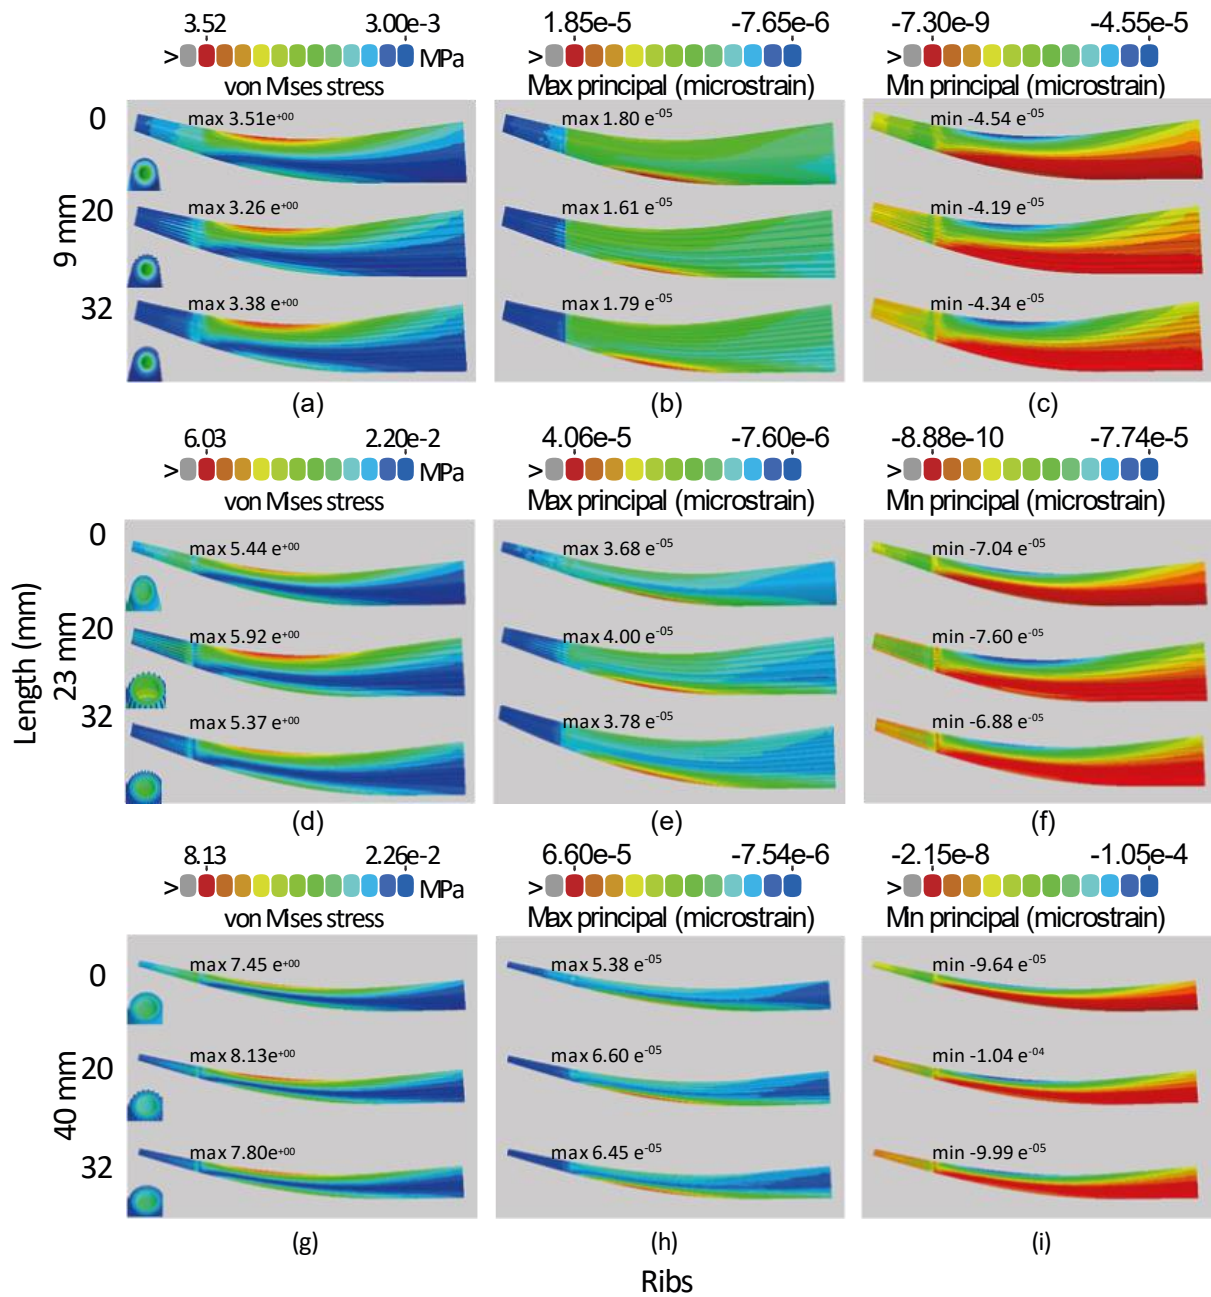 3.52 3.00e-3 1.85e-5 -7.65e-6 -7.30e-9 -4.55e-5
> MPa > >
von Mises stress Max principal (microstrain) Min principal (microstrain)
0 max 3.51e+00 max 1.80 e-05 min -4.54 e-05
20 max 3.26 e+00 max 1.61 e-05 min -4.19 e-05
9 mm
32 max 3.38 e+00 max 1.79 e-05 min -4.34 e-05
(a) (b) (c)
6.03 2.20e-2 4.06e-5 -7.60e-6 -8.88e-10 -7.74e-5
> MPa > >
von Mises stress Max principal (microstrain) Min principal (microstrain)
0 max 5.44 e+00 max 3.68 e-05 min -7.04 e-05
20 max 5.92 e+00 max 4.00 e-05 min -7.60 e-05
Length (mm)
23 mm
32 max 5.37 e+00 max 3.78 e-05 min -6.88 e-05
(d) (e) (f)
8.13 2.26e-2 6.60e-5 -7.54e-6 -2.15e-8 -1.05e-4
> MPa > >
von Mises stress Max principal (microstrain) Min principal (microstrain)
0 max 7.45 e+00 max 5.38 e-05 min -9.64 e-05
20 max 8.13e+00 max 6.60 e-05 min -1.04 e-04
40 mm
32 max 7.80e+00 max 6.45 e-05 min -9.99 e-05
(g) (h) (i)
Ribs